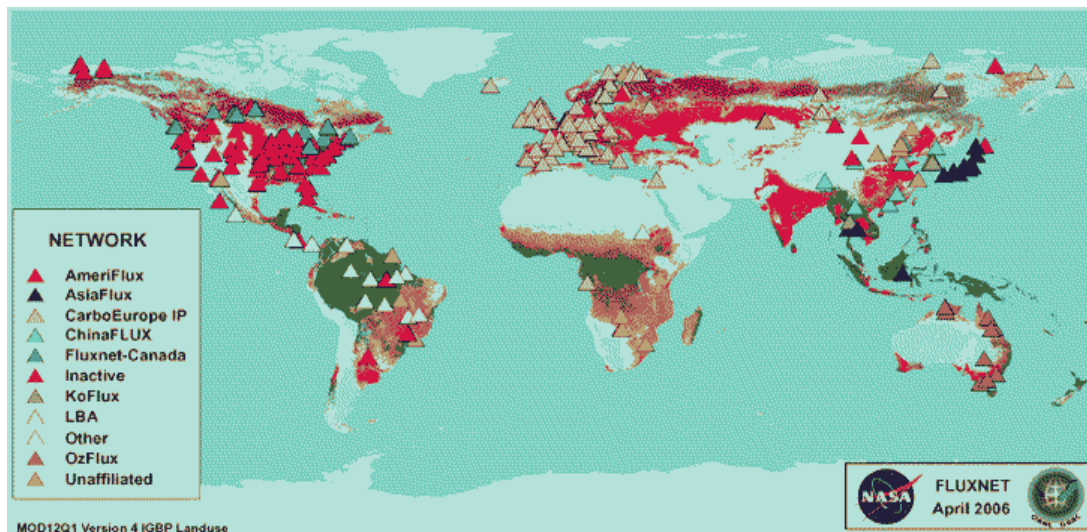 NETWORK
AmeriFlux
AsiaFlux
CarboEurope IP
ChinaFLUX
Fluxnet-Canada
Inactive
KoFlux
LBA
Other
OzFlux
Unaffiliated
NASA
FLUXNET
April 2006
MOD12Q1 Version 4 IGBP Landuse